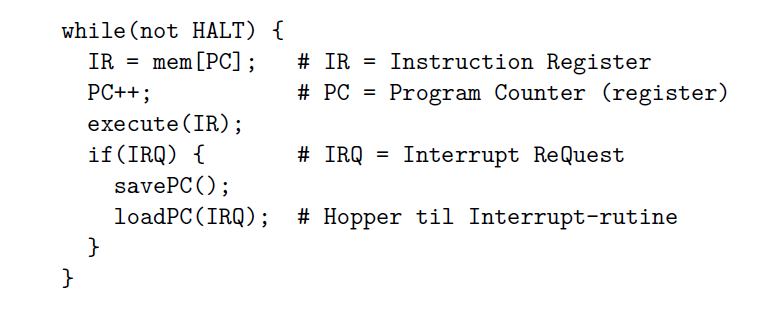 while(not HALT) {
  IR = mem[PC];   # IR = Instruction Register
  PC++;           # PC = Program Counter (register)
  execute(IR);
  if(IRQ) {       # IRQ = Interrupt ReQuest
    savePC();
    loadPC(IRQ);  # Hopper til Interrupt-rutine
  }
}